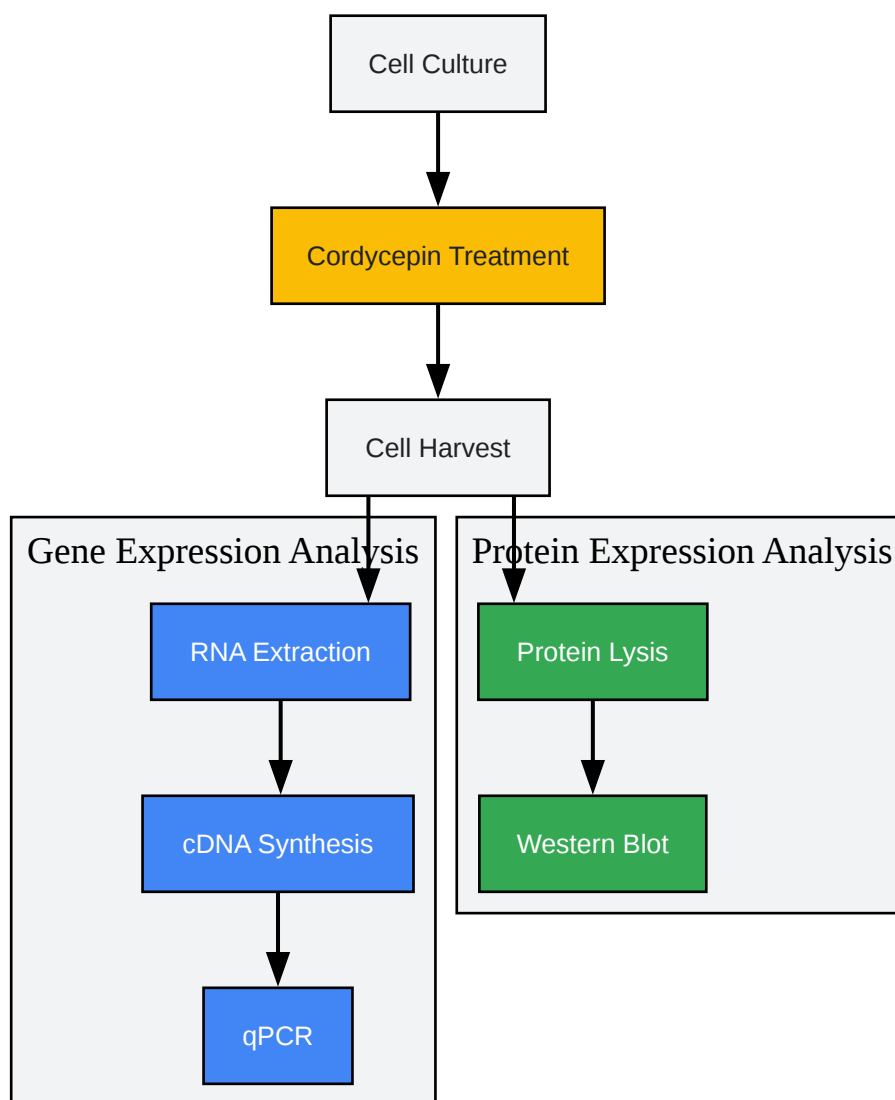 Cell Culture
Cordycepin Treatment
Cell Harvest
Gene Expression Analysis
RNA Extraction
cDNA Synthesis
qPCR
Protein Expression Analysis
Protein Lysis
Western Blot